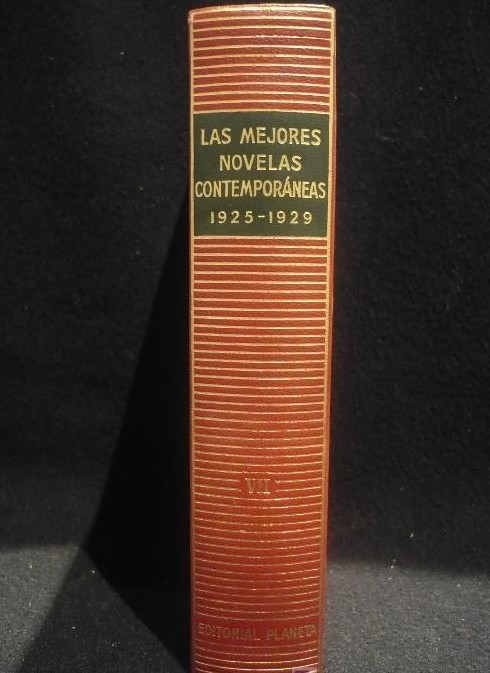 LAS MEJORES
NOVELAS
CONTEMPORÁNEAS
1925-1929
VII
EDITORIAL PLANETA